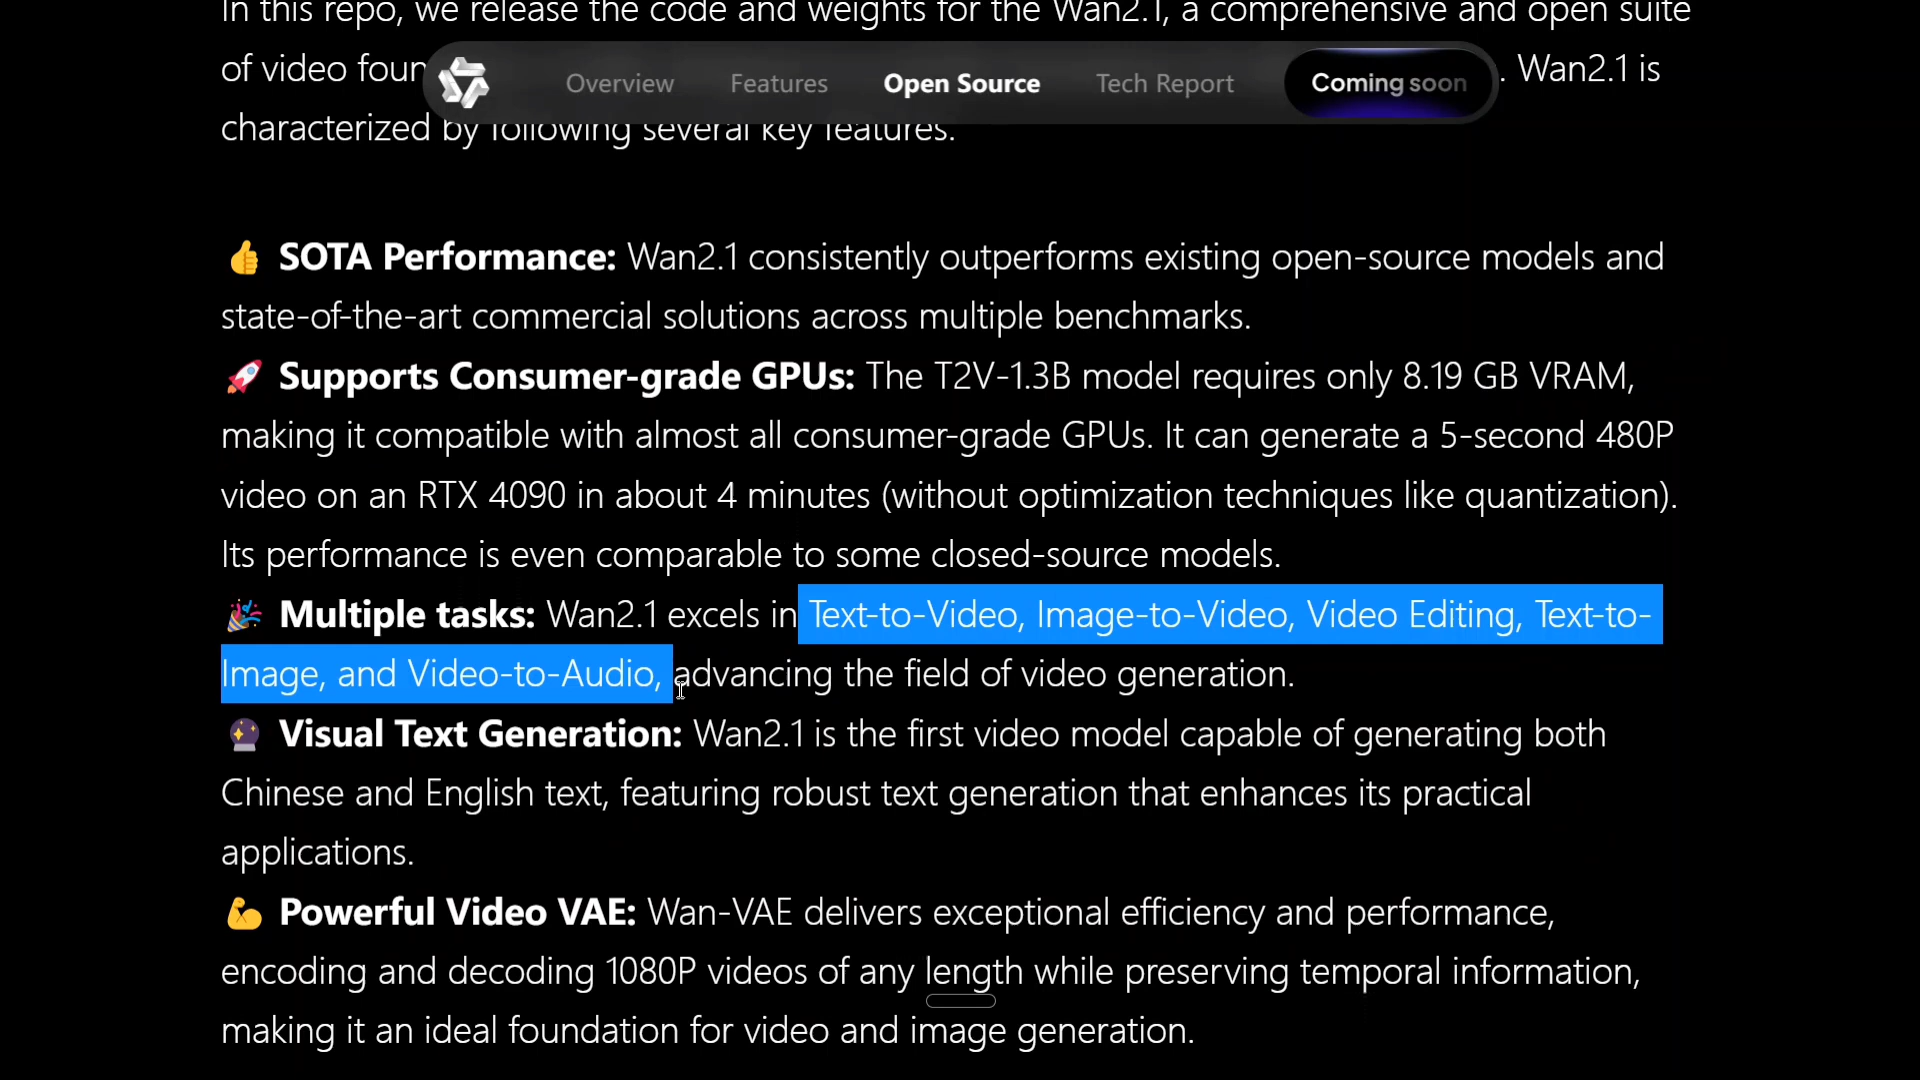 In this repo, we release the code and weights for the Wan2.1, a comprehensive and open suite
of video foun . Wan2.1 is
Overview Features Open Source Tech Report Coming soon
characterized by following several key features:
👍 SOTA Performance: Wan2.1 consistently outperforms existing open-source models and
state-of-the-art commercial solutions across multiple benchmarks.
🚀 Supports Consumer-grade GPUs: The T2V-1.3B model requires only 8.19 GB VRAM,
making it compatible with almost all consumer-grade GPUs. It can generate a 5-second 480P
video on an RTX 4090 in about 4 minutes (without optimization techniques like quantization).
Its performance is even comparable to some closed-source models.
🎉 Multiple tasks: Wan2.1 excels in Text-to-Video, Image-to-Video, Video Editing, Text-to-
Image, and Video-to-Audio, advancing the field of video generation.
🔮 Visual Text Generation: Wan2.1 is the first video model capable of generating both
Chinese and English text, featuring robust text generation that enhances its practical
applications.
💪 Powerful Video VAE: Wan-VAE delivers exceptional efficiency and performance,
encoding and decoding 1080P videos of any length while preserving temporal information,
making it an ideal foundation for video and image generation.